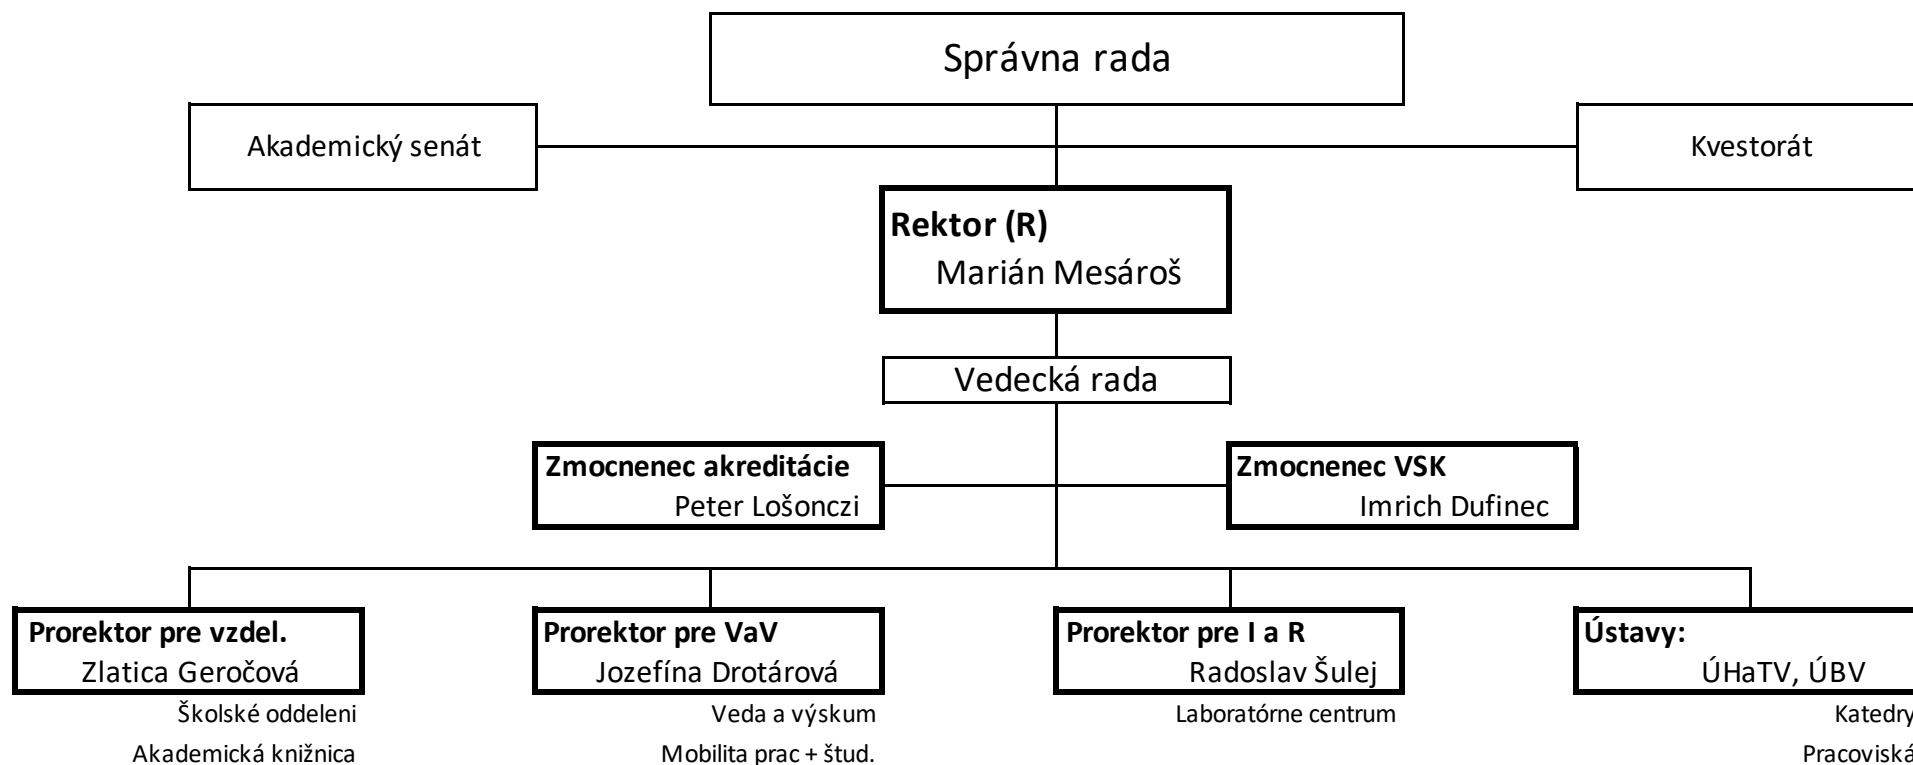 Správna rada
Akademický senát
Kvestorát
Rektor (R)
Marián Mesároš
Vedecká rada
Zmocnenec akreditácie
Peter Lošonczi
Zmocnenec VSK
Imrich Dufinec
Prorektor pre vzdel.
Zlatica Geročová
Školské oddeleni
Akademická knižnica
Prorektor pre VaV
Jozefína Drotárová
Veda a výskum
Mobilita prac + štud.
Prorektor pre I a R
Radoslav Šulej
Laboratórne centrum
Ústavy:
ÚHaTV, ÚBV
Katedry
Pracoviská